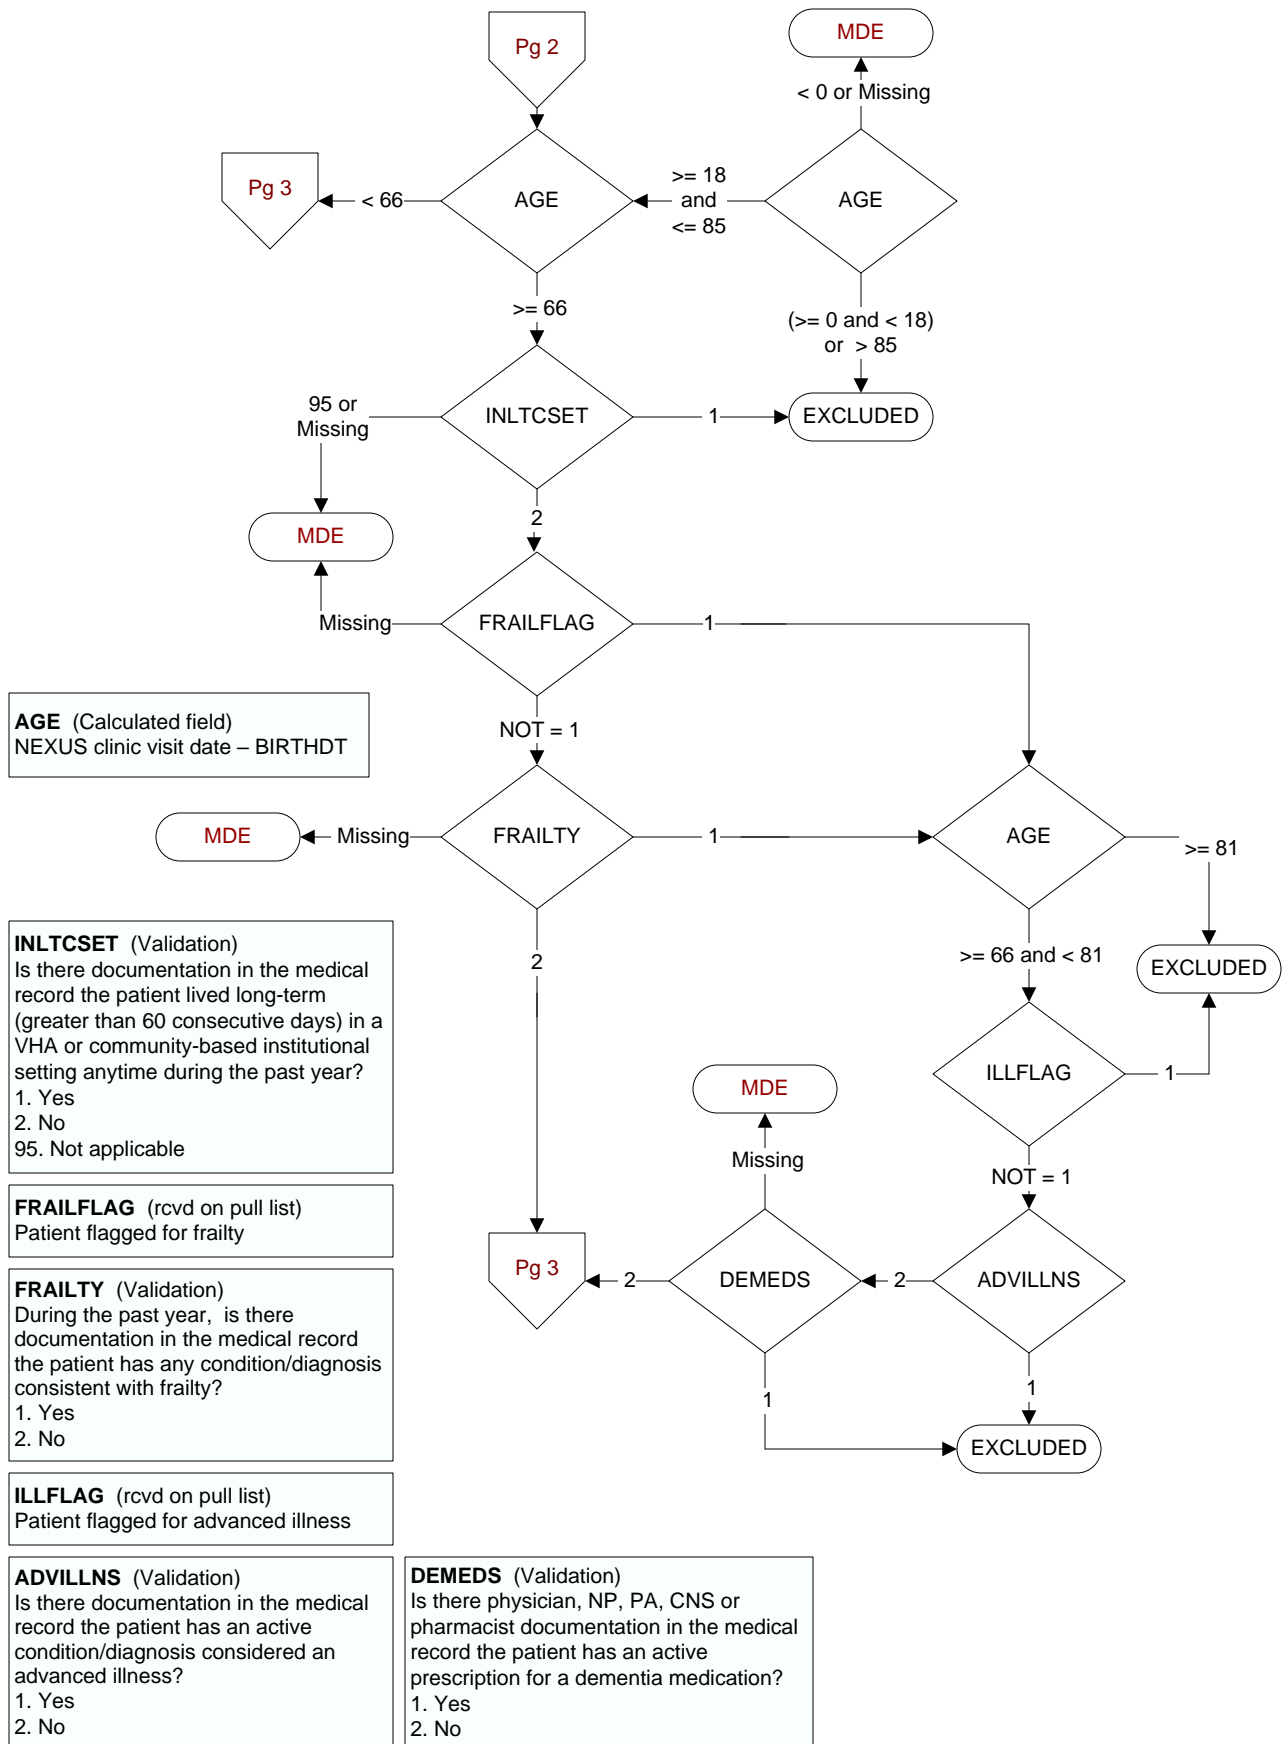 Pg 2
MDE
< 0 or Missing
Pg 3
< 66
AGE
>= 18
and
<= 85
AGE
>= 66
(>= 0 and < 18)
or > 85
95 or
Missing
INLTCSET
1
EXCLUDED
2
MDE
Missing
FRAILFLAG
1
NOT = 1
AGE (Calculated field)
NEXUS clinic visit date – BIRTHDT
MDE
Missing
FRAILTY
1
AGE
>= 81
2
>= 66 and < 81
EXCLUDED
ILLFLAG
1
MDE
Missing
NOT = 1
Pg 3
2
DEMEDS
2
ADVILLNS
1
1
EXCLUDED
INLTCSET (Validation)
Is there documentation in the medical
record the patient lived long-term
(greater than 60 consecutive days) in a
VHA or community-based institutional
setting anytime during the past year?
1. Yes
2. No
95. Not applicable
FRAILFLAG (rcvd on pull list)
Patient flagged for frailty
FRAILTY (Validation)
During the past year, is there
documentation in the medical record
the patient has any condition/diagnosis
consistent with frailty?
1. Yes
2. No
ILLFLAG (rcvd on pull list)
Patient flagged for advanced illness
ADVILLNS (Validation)
Is there documentation in the medical
record the patient has an active
condition/diagnosis considered an
advanced illness?
1. Yes
2. No
DEMEDS (Validation)
Is there physician, NP, PA, CNS or
pharmacist documentation in the medical
record the patient has an active
prescription for a dementia medication?
1. Yes
2. No